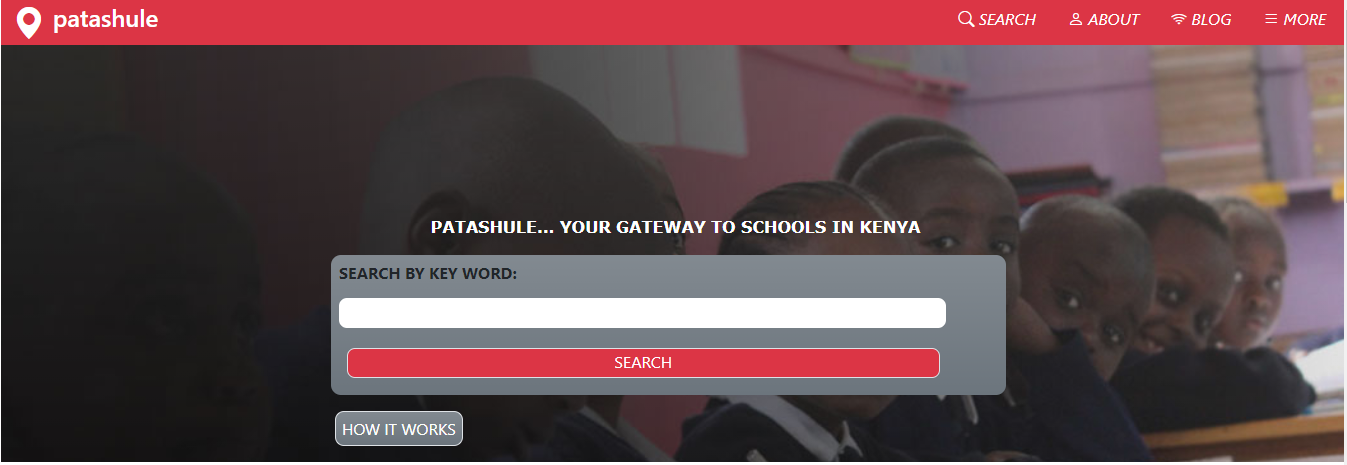 patashule
SEARCH ABOUT BLOG MORE
PATASHULE... YOUR GATEWAY TO SCHOOLS IN KENYA
SEARCH BY KEY WORD:
SEARCH
HOW IT WORKS